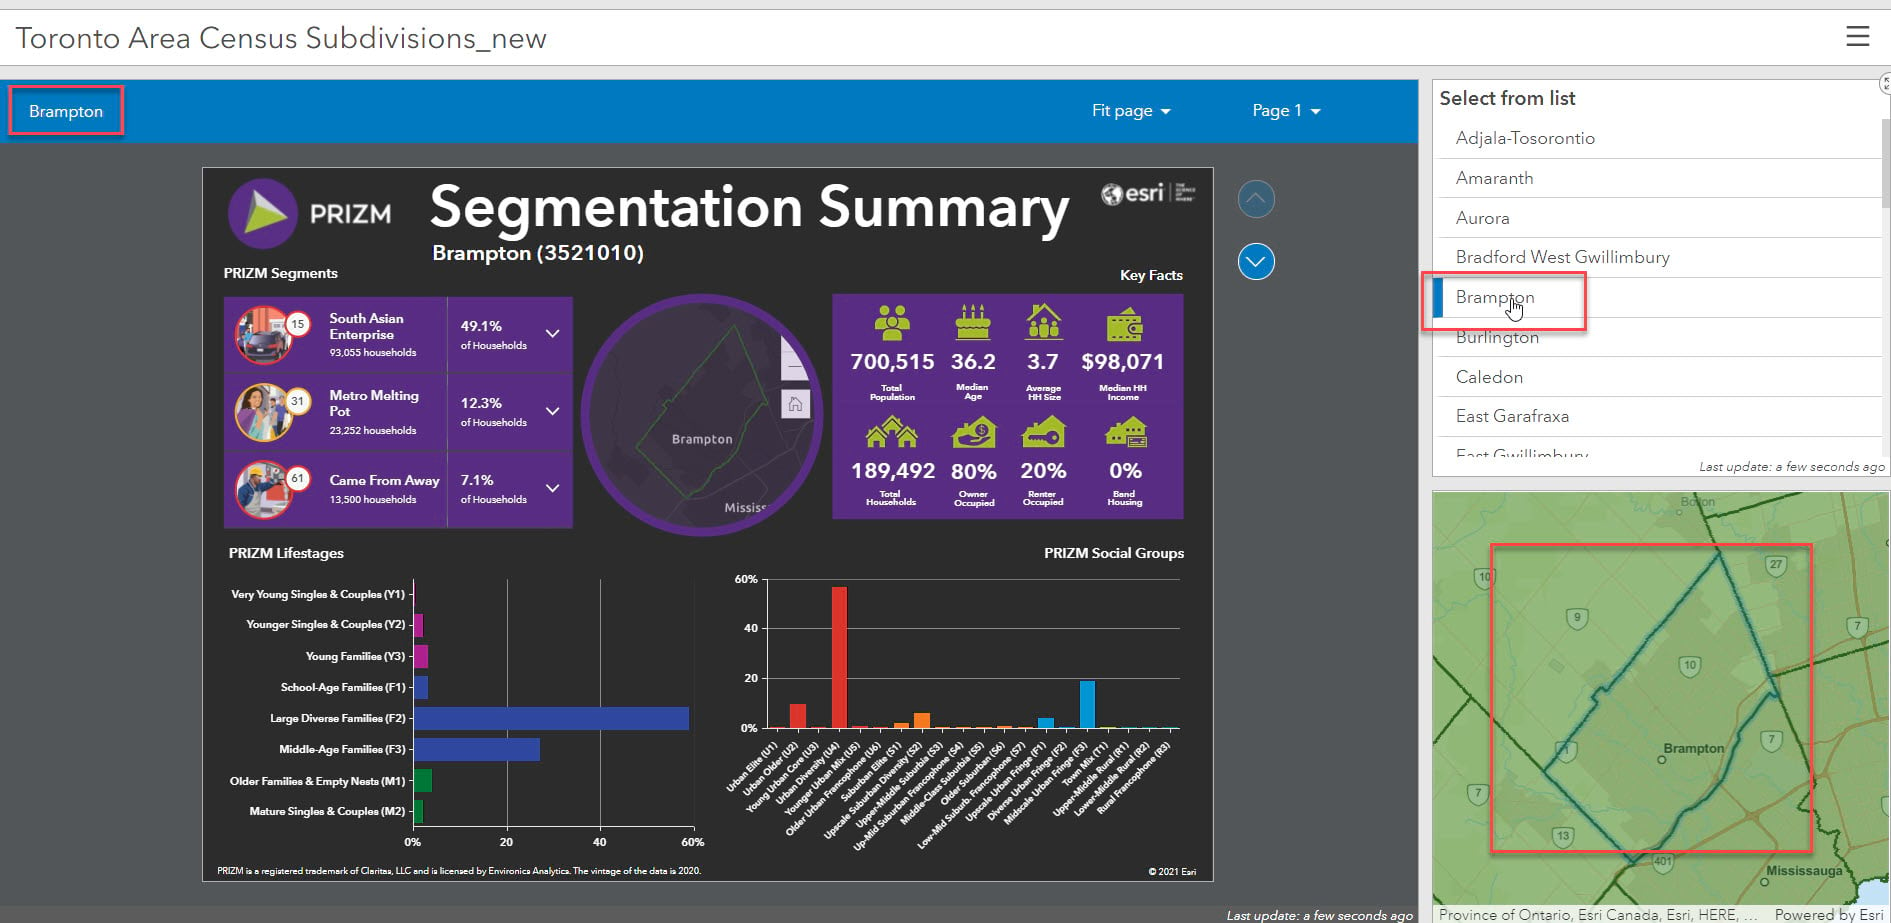 Toronto Area Census Subdivisions_new
Brampton
Fit page
Page 1
PRIZM
Segmentation Summary
Brampton (3521010)
esri
THE
SCIENCE
OF
WHERE
PRIZM Segments
Key Facts
15
South Asian
Enterprise
93,055 households
49.1%
of Households
31
Metro Melting
Pot
23,252 households
12.3%
of Households
61
Came From Away
13,500 households
7.1%
of Households
Brampton
700,515
Total
Population
36.2
Median
Age
3.7
Average
HH Size
$98,071
Median HH
Income
189,492
Total
Households
80%
Owner
Occupied
20%
Renter
Occupied
0%
Band
Housing
Mississ
PRIZM Lifestages
Very Young Singles & Couples (Y1)
Younger Singles & Couples (Y2)
Young Families (Y3)
School-Age Families (F1)
Large Diverse Families (F2)
Middle-Age Families (F3)
Older Families & Empty Nests (M1)
Mature Singles & Couples (M2)
0%
20
40
60%
PRIZM Social Groups
60%
40
20
0%
Urban Elite (U1)
Urban Older (U2)
Young Urban Core (U3)
Urban Diversity (U4)
Younger Urban Mix (U5)
Older Urban Francophone (U6)
Suburban Elite (S1)
Upscale Suburban Diversity (S2)
Upper-Middle Suburbia (S3)
Up-Mid Suburban Francophone (S4)
Middle-Class Suburbia (S5)
Older Suburban (S6)
Low-Mid Suburb. Francophone (S7)
Upscale Urban Fringe (F1)
Diverse Urban Fringe (F2)
Midscale Urban Fringe (F3)
Town Mix (T1)
Upper-Middle Rural (R1)
Lower-Middle Rural (R2)
Rural Francophone (R3)
PRIZM is a registered trademark of Claritas, LLC and is licensed by Environics Analytics. The vintage of the data is 2020.
© 2021 Esri
Last update: a few seconds ago
Select from list
Adjala-Tosorontio
Amaranth
Aurora
Bradford West Gwillimbury
Brampton
Burlington
Caledon
East Garafraxa
East Gwillimbury
Last update: a few seconds ago
Bolton
10
27
9
7
10
21
Brampton
7
7
13
401
Mississauga
Province of Ontario, Esri Canada, Esri, HERE, ...
Powered by Esri